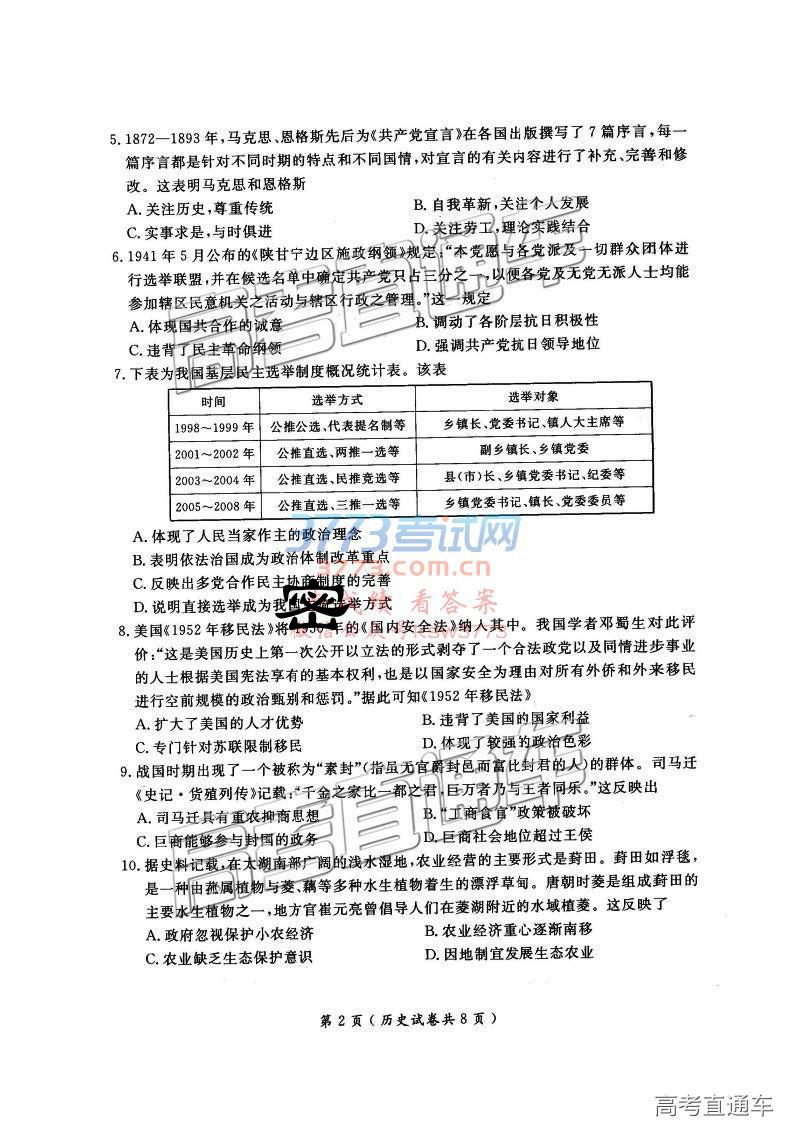 5. 1872—1893 年,马克思、恩格斯先后为《共产党宣言》在各国出版撰写了 7 篇序言,每一
篇序言都是针对不同时期的特点和不同国情,对宣言的有关内容进行了补充、完善和修
改。这表明马克思和恩格斯
A. 关注历史,尊重传统 B. 自我革新,关注个人发展
C. 实事求是,与时俱进 D. 关注劳工,理论实践结合
6. 1941 年 5 月公布的《陕甘宁边区施政纲领》规定:“本党愿与各党派及一切群众团体进
行选举联盟,并在候选名单中确定共产党只占三分之一,以便各党及无党无派人士均能
参加辖区民意机关之活动与辖区行政之管理。”这一规定
A. 体现国共合作的诚意 B. 调动了各阶层抗日积极性
C. 违背了民主革命纲领 D. 强调共产党抗日领导地位
7. 下表为我国基层民主选举制度概况统计表。该表
时间 选举方式 选举对象
1998~1999 年 公推公选、代表提名制等 乡镇长、党委书记、镇人大主席等
2001~2002 年 公推直选、两推一选等 副乡镇长、乡镇党委
2003~2004 年 公推直选、民推竞选等 县(市)长、乡镇党委书记、纪委等
2005~2008 年 公推直选、三推一选等 乡镇党委书记、镇长、党委委员等
A. 体现了人民当家作主的政治理念
B. 表明依法治国成为政治体制改革重点
C. 反映出多党合作民主协商制度的完善
D. 说明直接选举成为我国 选举方式
8. 美国《1952 年移民法》将 1950 年的《国内安全法》纳入其中。我国学者邓蜀生对此评
价:“这是美国历史上第一次公开以立法的形式剥夺了一个合法政党以及同情进步事业
的人士根据美国宪法享有的基本权利,也是以国家安全为理由对所有外侨和外来移民
进行空前规模的政治甄别和惩罚。”据此可知《1952 年移民法》
A. 扩大了美国的人才优势 B. 违背了美国的国家利益
C. 专门针对苏联限制移民 D. 体现了较强的政治色彩
9. 战国时期出现了一个被称为“素封”(指虽无官爵封邑而富比封君的人)的群体。司马迁
《史记·货殖列传》记载:“千金之家比一都之君,巨万者乃与王者同乐。”这反映出
A. 司马迁具有重农抑商思想 B. “工商食官”政策被破坏
C. 巨商能够参与封国的政务 D. 巨商社会地位超过王侯
10. 据史料记载,在太湖南部广阔的浅水湿地,农业经营的主要形式是葑田。葑田如浮毯,
是一种由菰属植物与菱、藕等多种水生植物着生的漂浮草甸。唐朝时菱是组成葑田的
主要水生植物之一,地方官崔元亮曾倡导人们在菱湖附近的水域植菱。这反映了
A. 政府忽视保护小农经济 B. 农业经济重心逐渐南移
C. 农业缺乏生态保护意识 D. 因地制宜发展生态农业
第 2 页(历史试卷共 8 页)
高考直通车
高考直通车
3773考试网
3773.com.cn
密
看答案
高考直通车